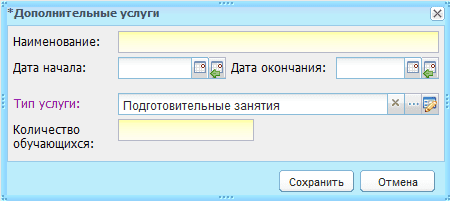 *Дополнительные услуги
Наименование:
Дата начала: Дата окончания:
Тип услуги: Подготовительные занятия
Количество
обучающихся:
Сохранить Отмена